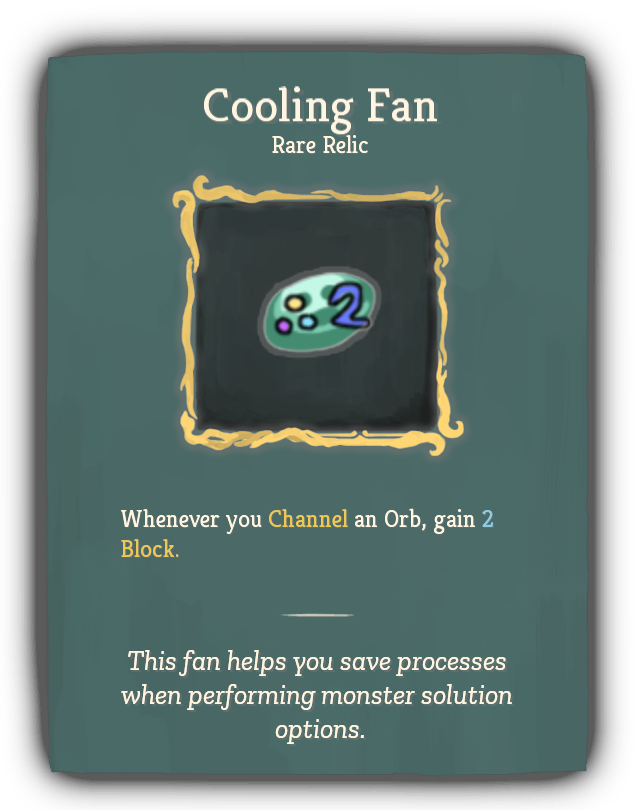 Cooling Fan
Rare Relic
2
Whenever you Channel an Orb, gain 2
Block.
This fan helps you save processes
when performing monster solution
options.